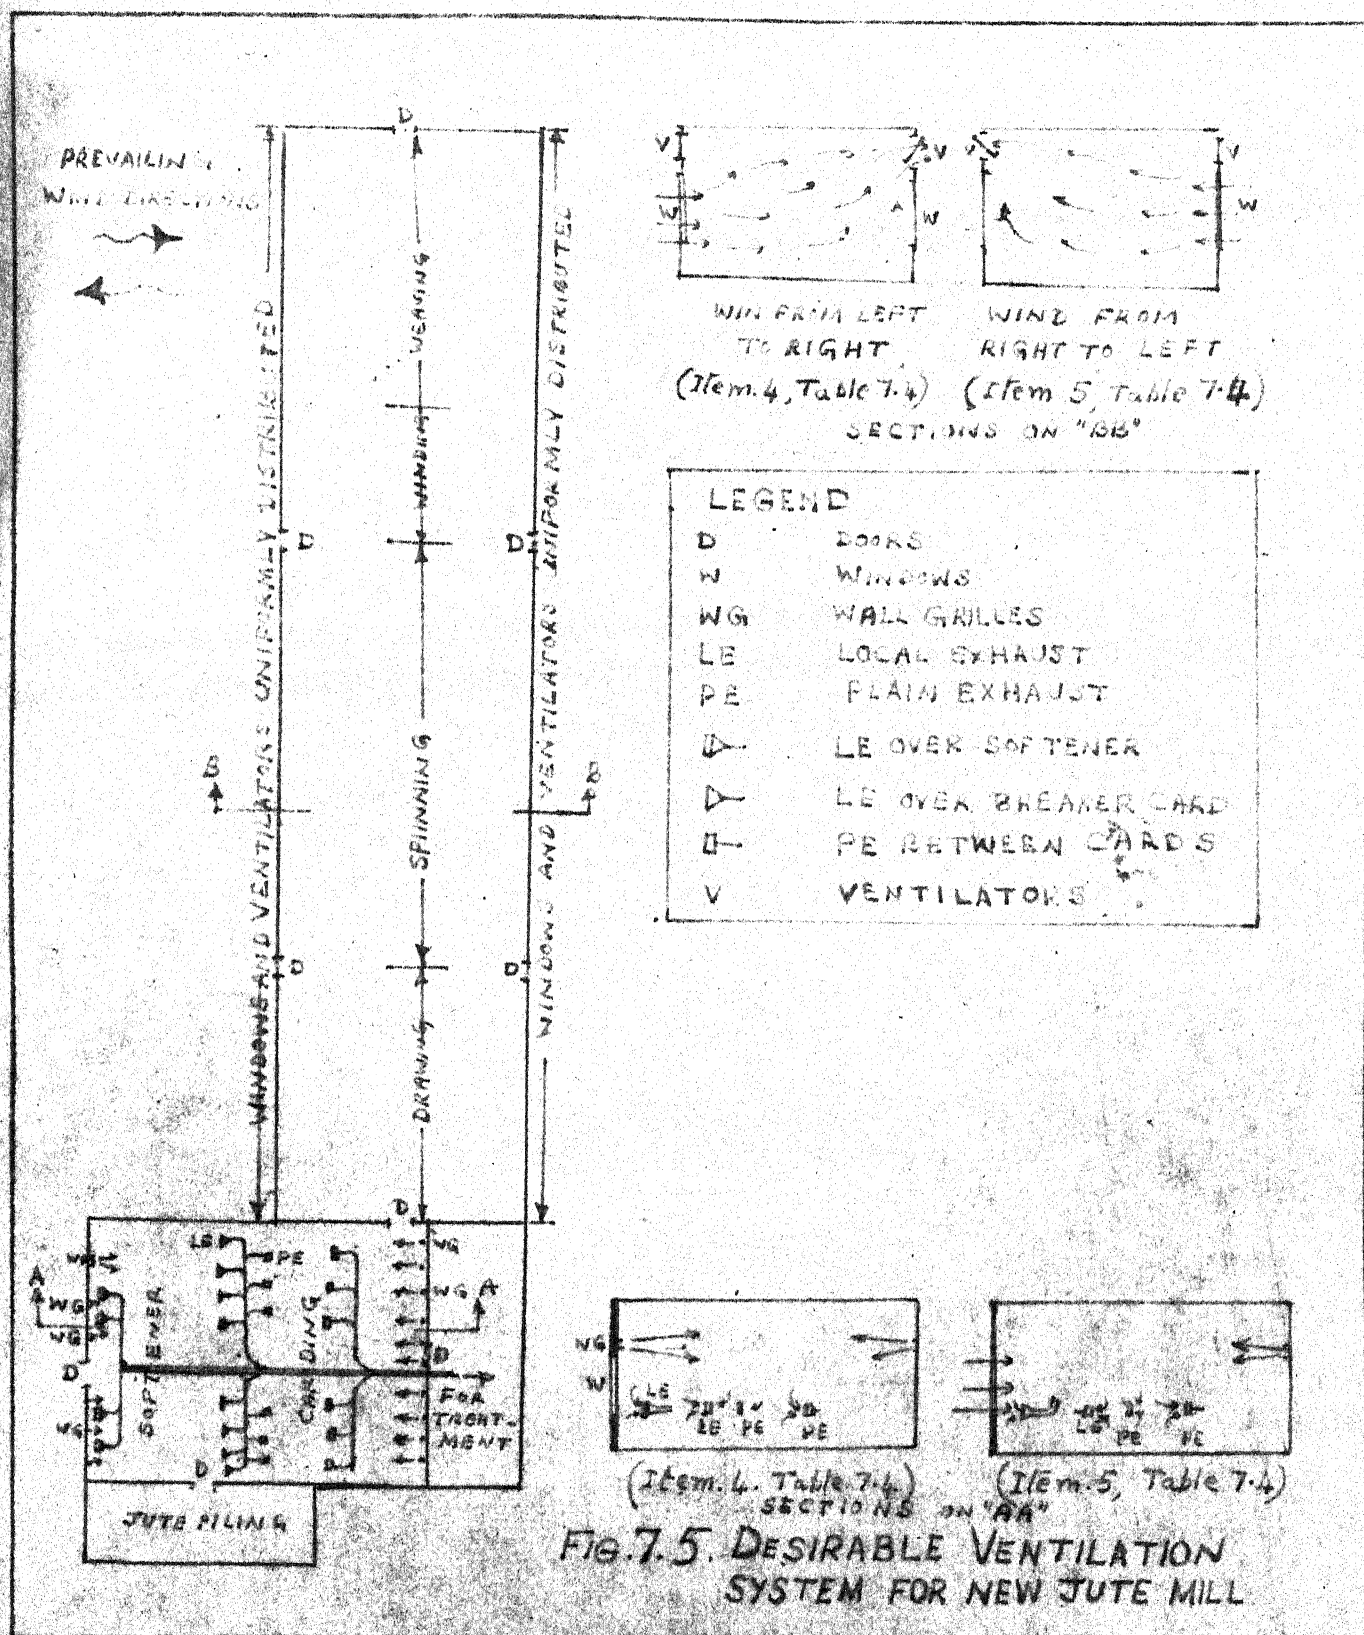 PREVAILIN
WIND DIRECTIONS
D
WINDOWS AND VENTILATORS UNIFORMLY DISTRIBUTED
WEAVING
WINDING
SPINNING
DRAWING
WINDOWS AND VENTILATORS UNIFORMLY DISTRIBUTEL
D
D
B
B
D
D
V
W
V
W
V
V
W
WIN FROM LEFT
TO RIGHT
(Item.4, Table 7.4)
WIND FROM
RIGHT TO LEFT
(Item 5, Table 7.4)
SECTIONS ON "BB"
LEGEND
D DOORS
W WINDOWS
WG WALL GRILLES
LE LOCAL EXHAUST
PE PLAIN EXHAUST
LE OVER SOFTENER
LE OVER BREAKER CARD
PE BETWEEN CARDS
V VENTILATORS
D
LE
PE
WG
WG
A
A
WG
WG
WG
D
D
WG
SOFTENER
CARDING
FOR
TREAT-
MENT
D
JUTE PILING
WG
W
LE
LE
PE
PE
(Item.4. Table 7.4)
LE
PE
PE
(Item.5, Table 7.4)
SECTIONS ON "AA"
FIG.7.5. DESIRABLE VENTILATION
SYSTEM FOR NEW JUTE MILL